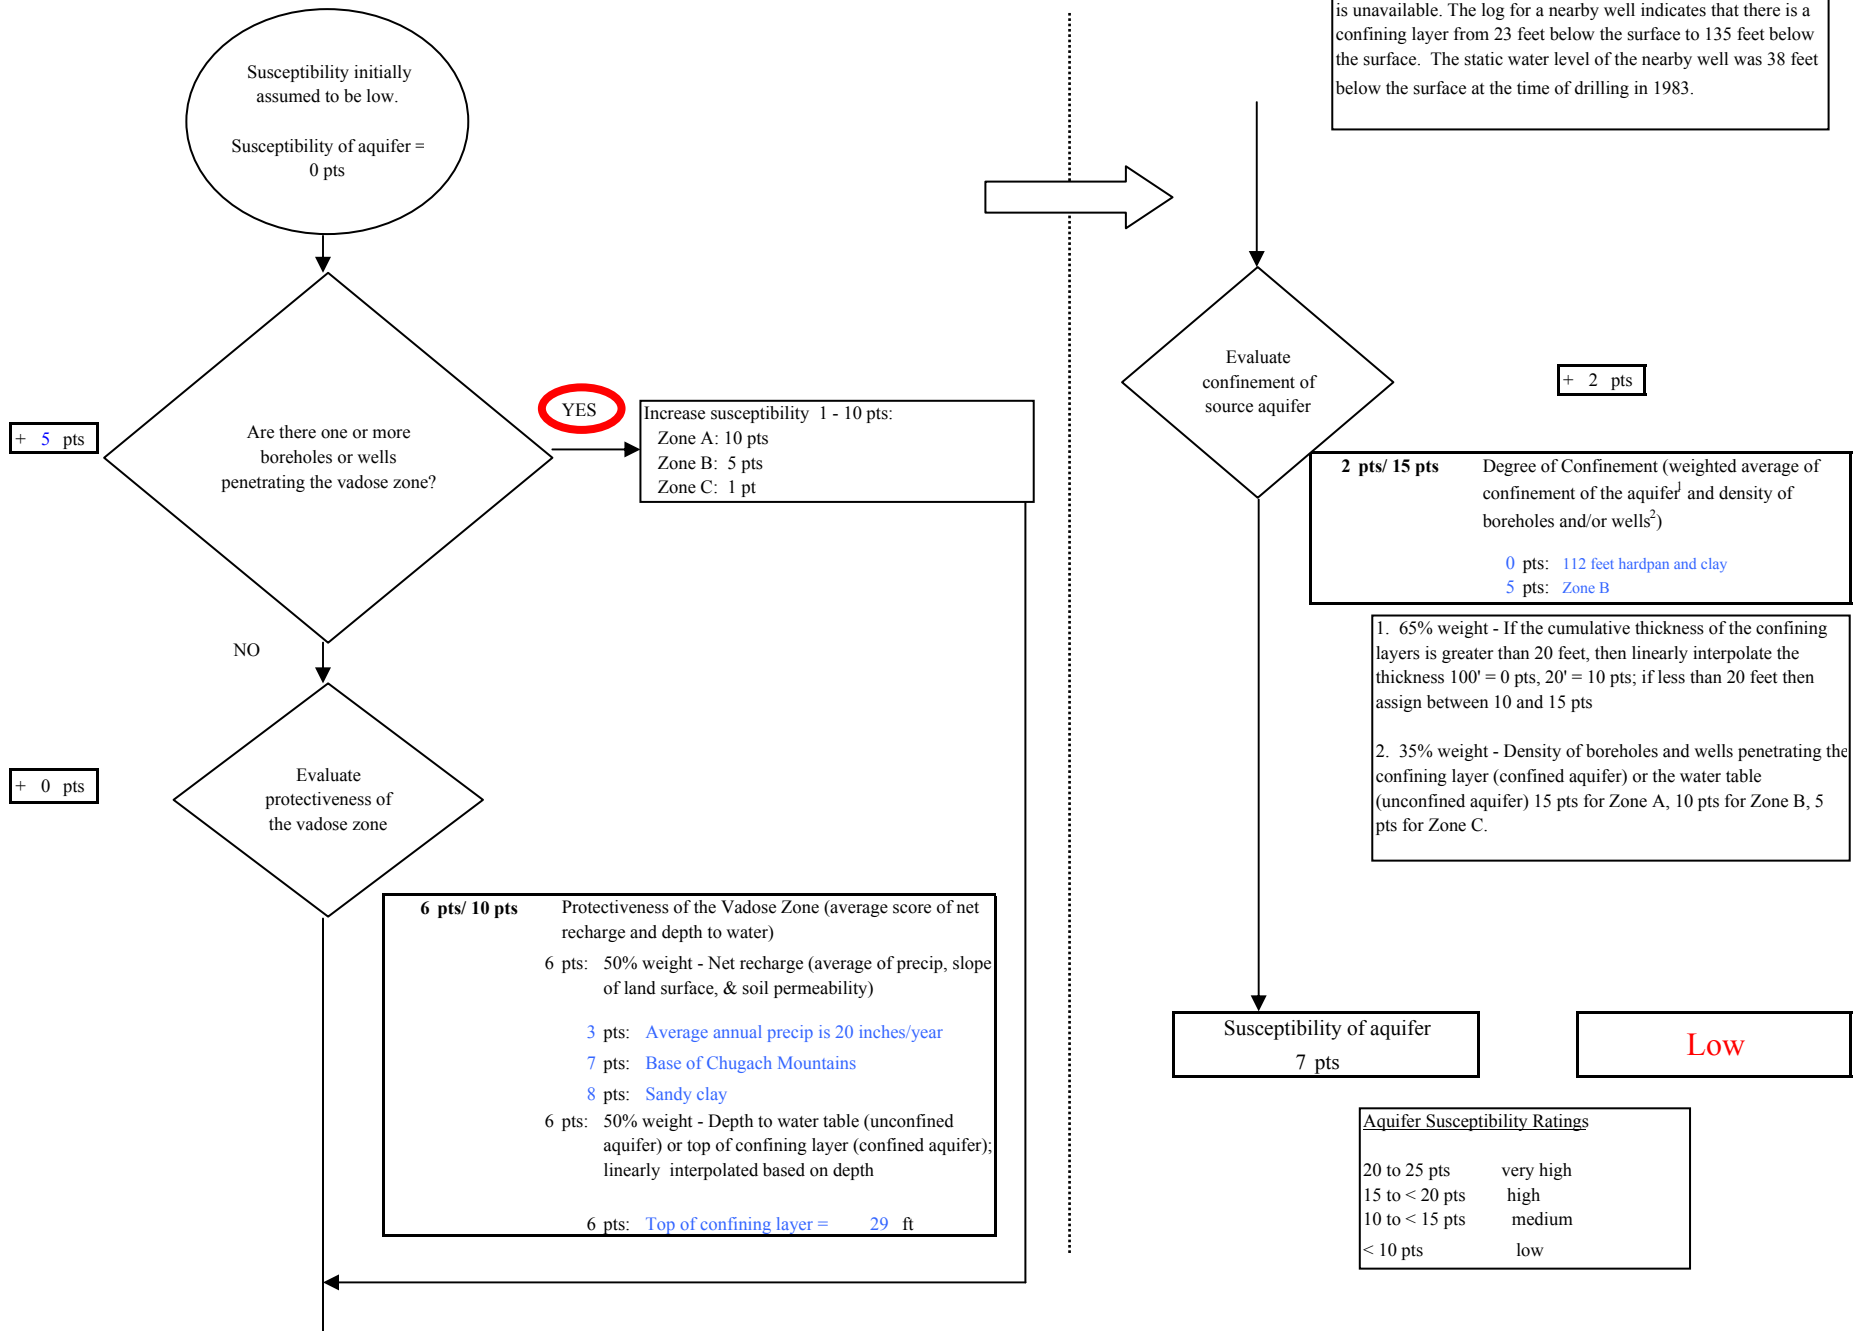 Susceptibility initially
assumed to be low.
Susceptibility of aquifer =
0 pts
+ 5 pts
Are there one or more
boreholes or wells
penetrating the vadose zone?
YES
Increase susceptibility 1 - 10 pts:
Zone A: 10 pts
Zone B: 5 pts
Zone C: 1 pt
NO
+ 0 pts
Evaluate
protectiveness of
the vadose zone
6 pts/ 10 pts Protectiveness of the Vadose Zone (average score of net
recharge and depth to water)
6 pts: 50% weight - Net recharge (average of precip, slope
of land surface, & soil permeability)
3 pts: Average annual precip is 20 inches/year
7 pts: Base of Chugach Mountains
8 pts: Sandy clay
6 pts: 50% weight - Depth to water table (unconfined
aquifer) or top of confining layer (confined aquifer);
linearly interpolated based on depth
6 pts: Top of confining layer = 29 ft
is unavailable. The log for a nearby well indicates that there is a
confining layer from 23 feet below the surface to 135 feet below
the surface. The static water level of the nearby well was 38 feet
below the surface at the time of drilling in 1983.
Evaluate
confinement of
source aquifer
+ 2 pts
2 pts/ 15 pts Degree of Confinement (weighted average of
confinement of the aquifer1 and density of
boreholes and/or wells2)
0 pts: 112 feet hardpan and clay
5 pts: Zone B
1. 65% weight - If the cumulative thickness of the confining
layers is greater than 20 feet, then linearly interpolate the
thickness 100' = 0 pts, 20' = 10 pts; if less than 20 feet then
assign between 10 and 15 pts
2. 35% weight - Density of boreholes and wells penetrating the
confining layer (confined aquifer) or the water table
(unconfined aquifer) 15 pts for Zone A, 10 pts for Zone B, 5
pts for Zone C.
Susceptibility of aquifer
7 pts
Low
Aquifer Susceptibility Ratings
20 to 25 pts very high
15 to < 20 pts high
10 to < 15 pts medium
< 10 pts low